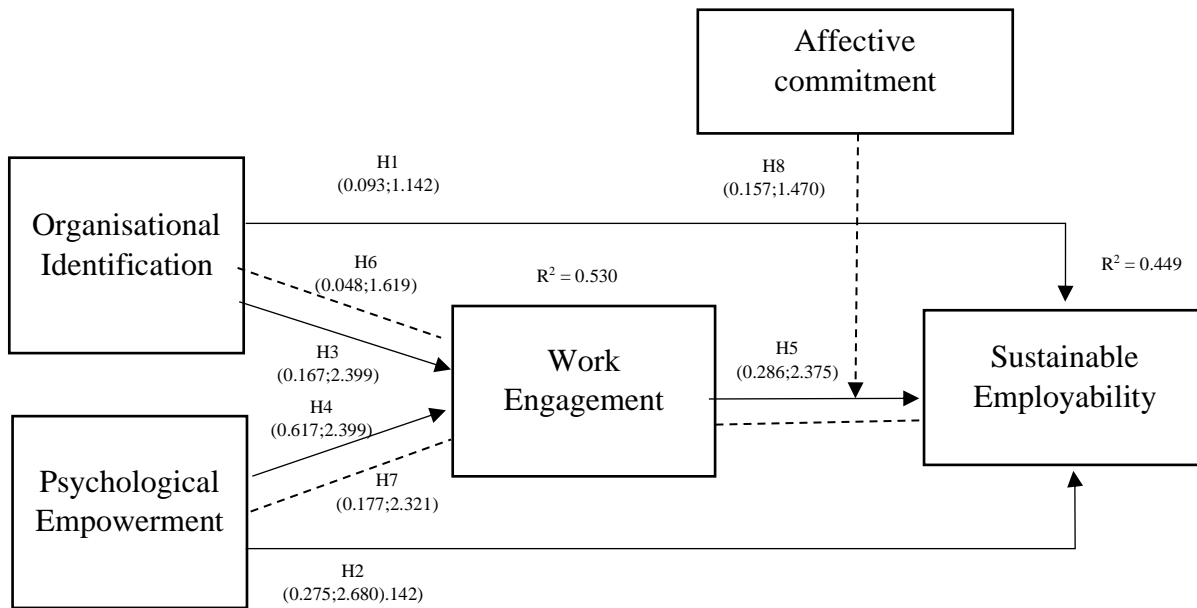 Affective
commitment
H1
(0.093;1.142)
H8
(0.157;1.470)
Organisational
Identification
H6
(0.048;1.619)
R² = 0.530
R² = 0.449
H3
(0.167;2.399)
Work
Engagement
H5
(0.286;2.375)
Sustainable
Employability
H4
(0.617;2.399)
Psychological
Empowerment
H7
(0.177;2.321)
H2
(0.275;2.680).142)